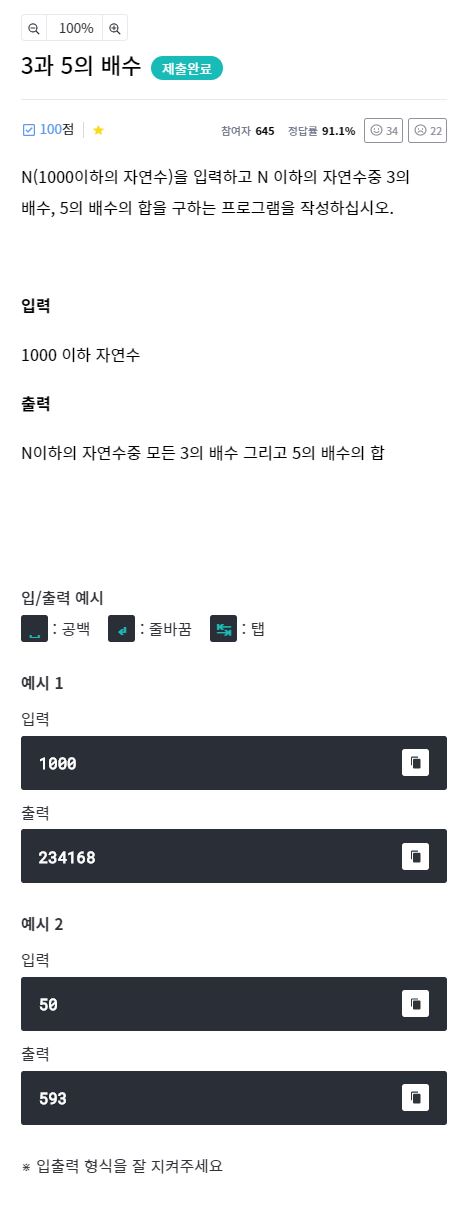 100%
3과 5의 배수 제출완료
100점 참여자 645 정답률 91.1% 34 22
N(1000이하의 자연수)을 입력하고 N 이하의 자연수중 3의
배수, 5의 배수의 합을 구하는 프로그램을 작성하십시오.
입력
1000 이하 자연수
출력
N이하의 자연수중 모든 3의 배수 그리고 5의 배수의 합
입/출력 예시
: 공백 : 줄바꿈 : 탭
예시 1
입력
1000
출력
234168
예시 2
입력
50
출력
593
※ 입출력 형식을 잘 지켜주세요